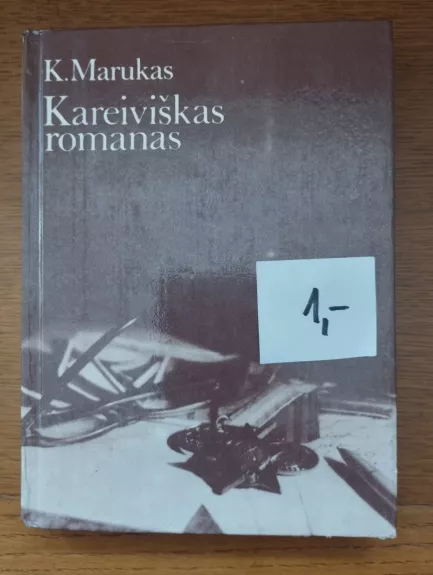 K. Marukas
Kareiviškas
romanas
1,-